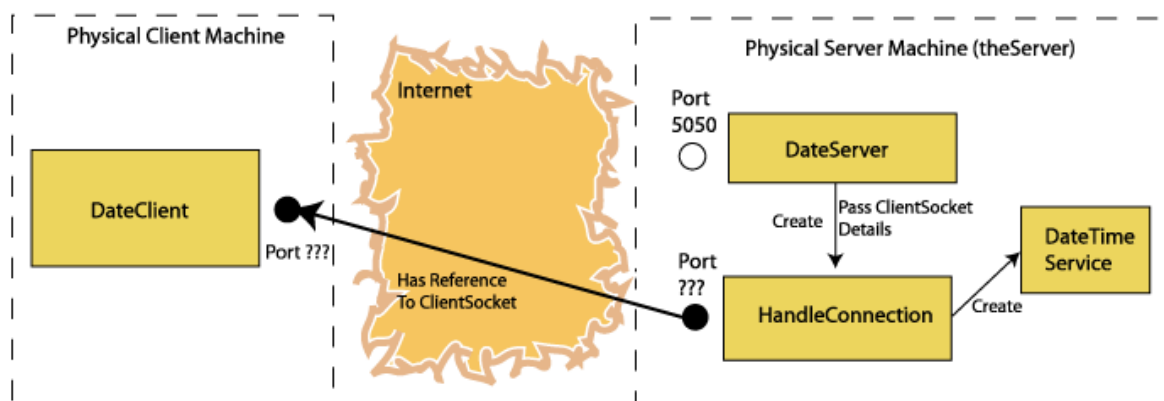 Physical Client Machine
DateClient
Port ???
Internet
Has Reference
To ClientSocket
Physical Server Machine (theServer)
Port
5050
DateServer
Create
Pass ClientSocket
Details
Port
???
HandleConnection
Create
DateTime
Service